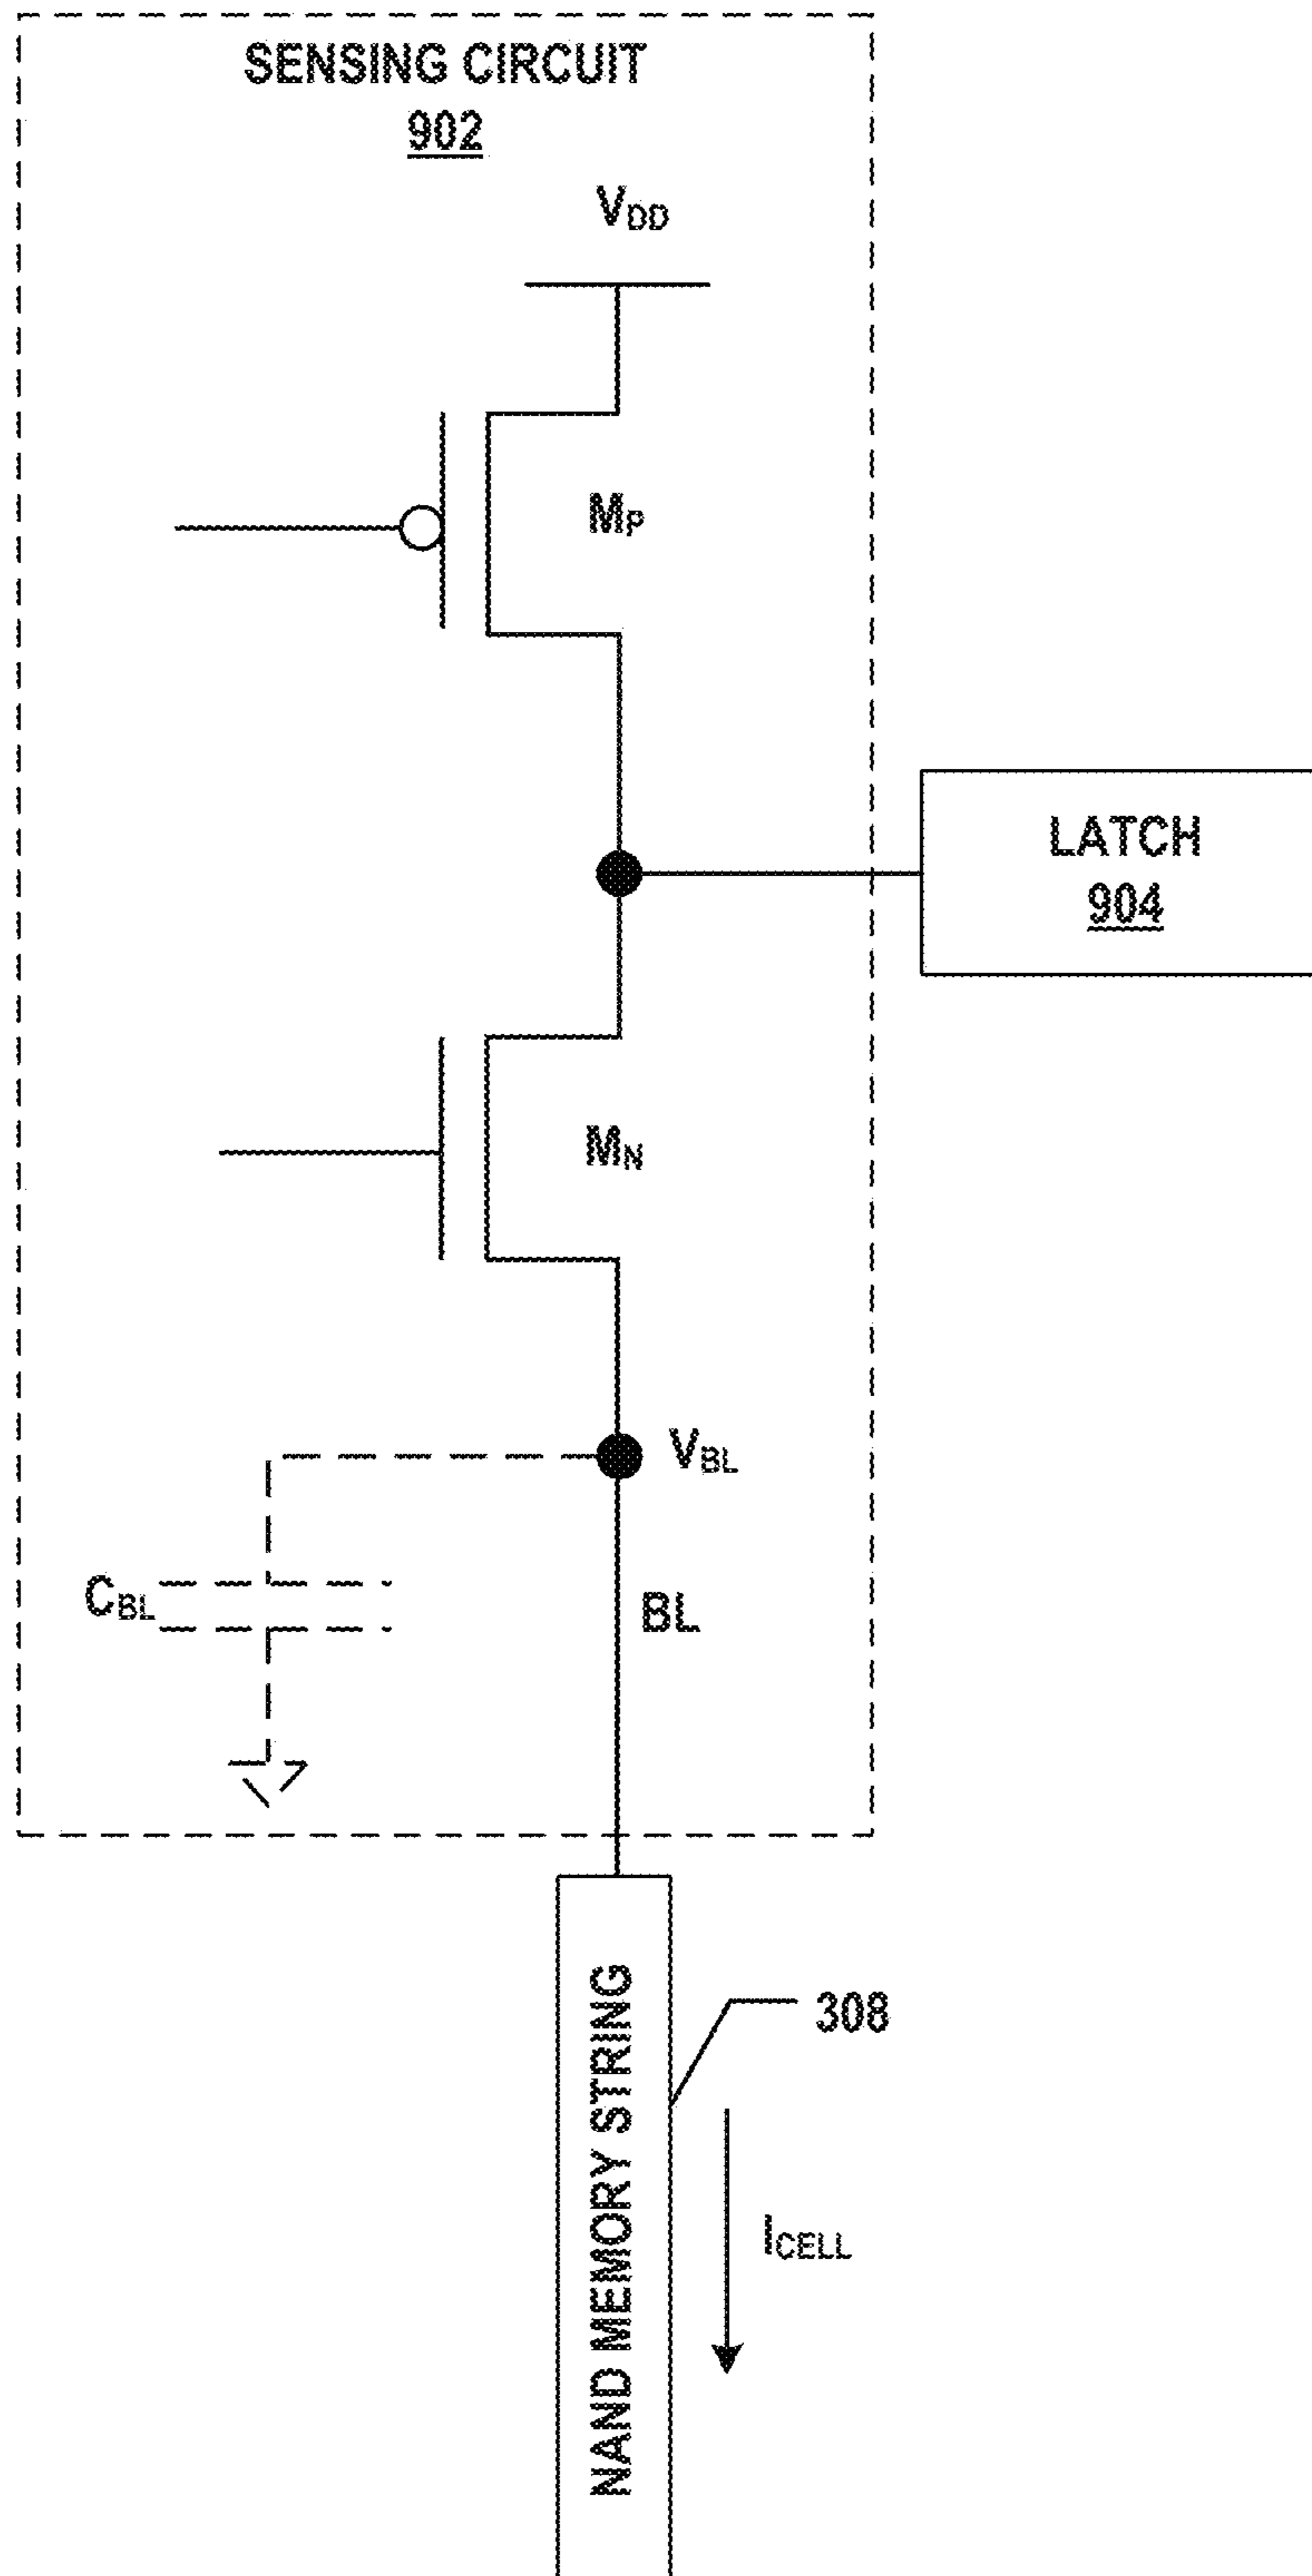 SENSING CIRCUIT
902
VDD
MP
LATCH
904
MN
VBL
CBL
BL
NAND MEMORY STRING
308
ICELL